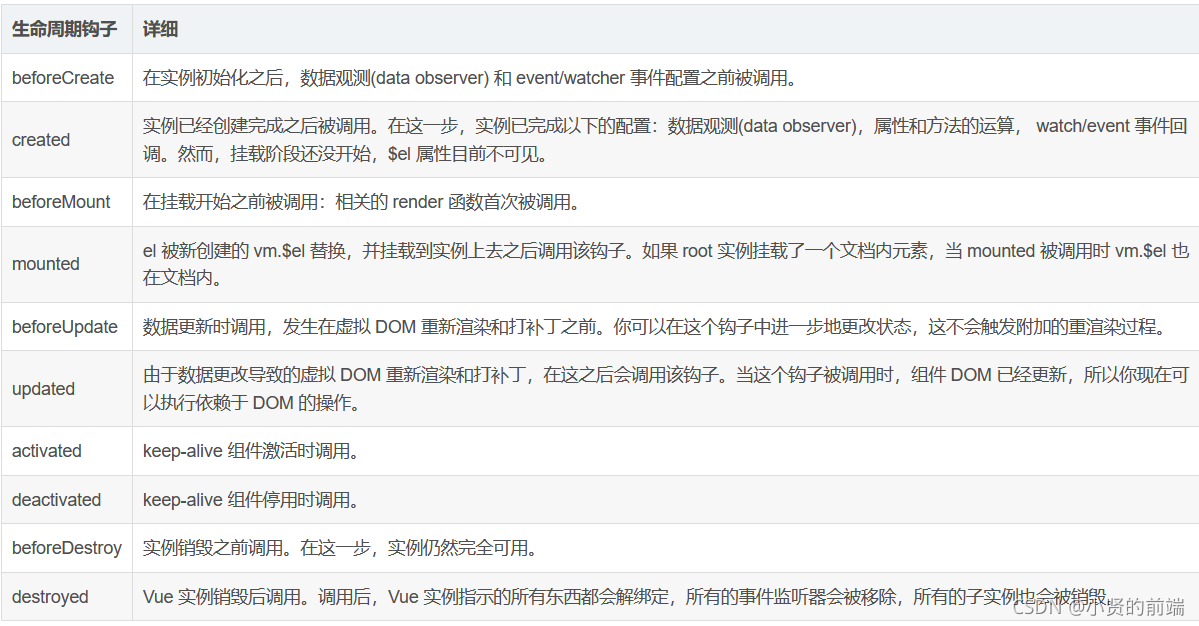 生命周期钩子 详细
beforeCreate 在实例初始化之后，数据观测(data observer) 和 event/watcher 事件配置之前被调用。
created 实例已经创建完成之后被调用。在这一步，实例已完成以下的配置：数据观测(data observer)，属性和方法的运算， watch/event 事件回
调。然而，挂载阶段还没开始，$el 属性目前不可见。
beforeMount 在挂载开始之前被调用：相关的 render 函数首次被调用。
mounted el 被新创建的 vm.$el 替换，并挂载到实例上去之后调用该钩子。如果 root 实例挂载了一个文档内元素，当 mounted 被调用时 vm.$el 也
在文档内。
beforeUpdate 数据更新时调用，发生在虚拟 DOM 重新渲染和打补丁之前。你可以在这个钩子中进一步地更改状态，这不会触发附加的重渲染过程。
updated 由于数据更改导致的虚拟 DOM 重新渲染和打补丁，在这之后会调用该钩子。当这个钩子被调用时，组件 DOM 已经更新，所以你现在可
以执行依赖于 DOM 的操作。
activated keep-alive 组件激活时调用。
deactivated keep-alive 组件停用时调用。
beforeDestroy 实例销毁之前调用。在这一步，实例仍然完全可用。
destroyed Vue 实例销毁后调用。调用后，Vue 实例指示的所有东西都会解绑定，所有的事件监听器会被移除，所有的子实例也会被销毁。
CSDN @小贤的前端